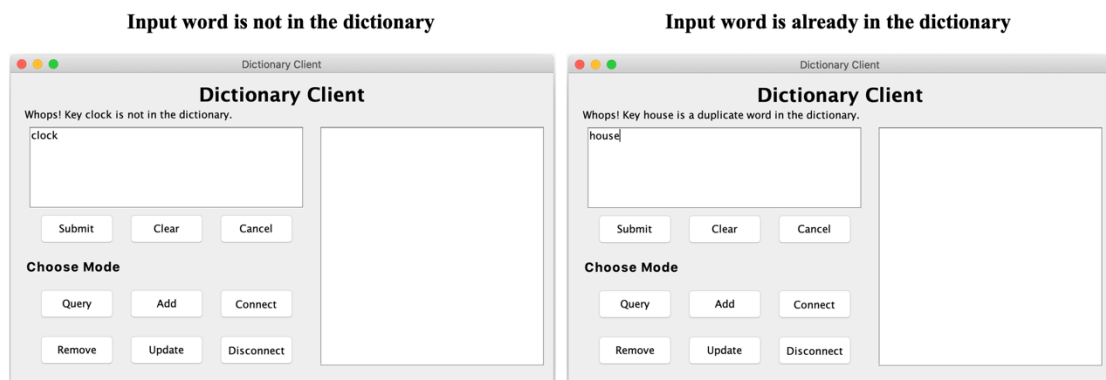 Input word is not in the dictionary
Dictionary Client
Dictionary Client
Whops! Key clock is not in the dictionary.
clock
Submit Clear Cancel
Choose Mode
Query Add Connect
Remove Update Disconnect
Input word is already in the dictionary
Dictionary Client
Dictionary Client
Whops! Key house is a duplicate word in the dictionary.
house
Submit Clear Cancel
Choose Mode
Query Add Connect
Remove Update Disconnect